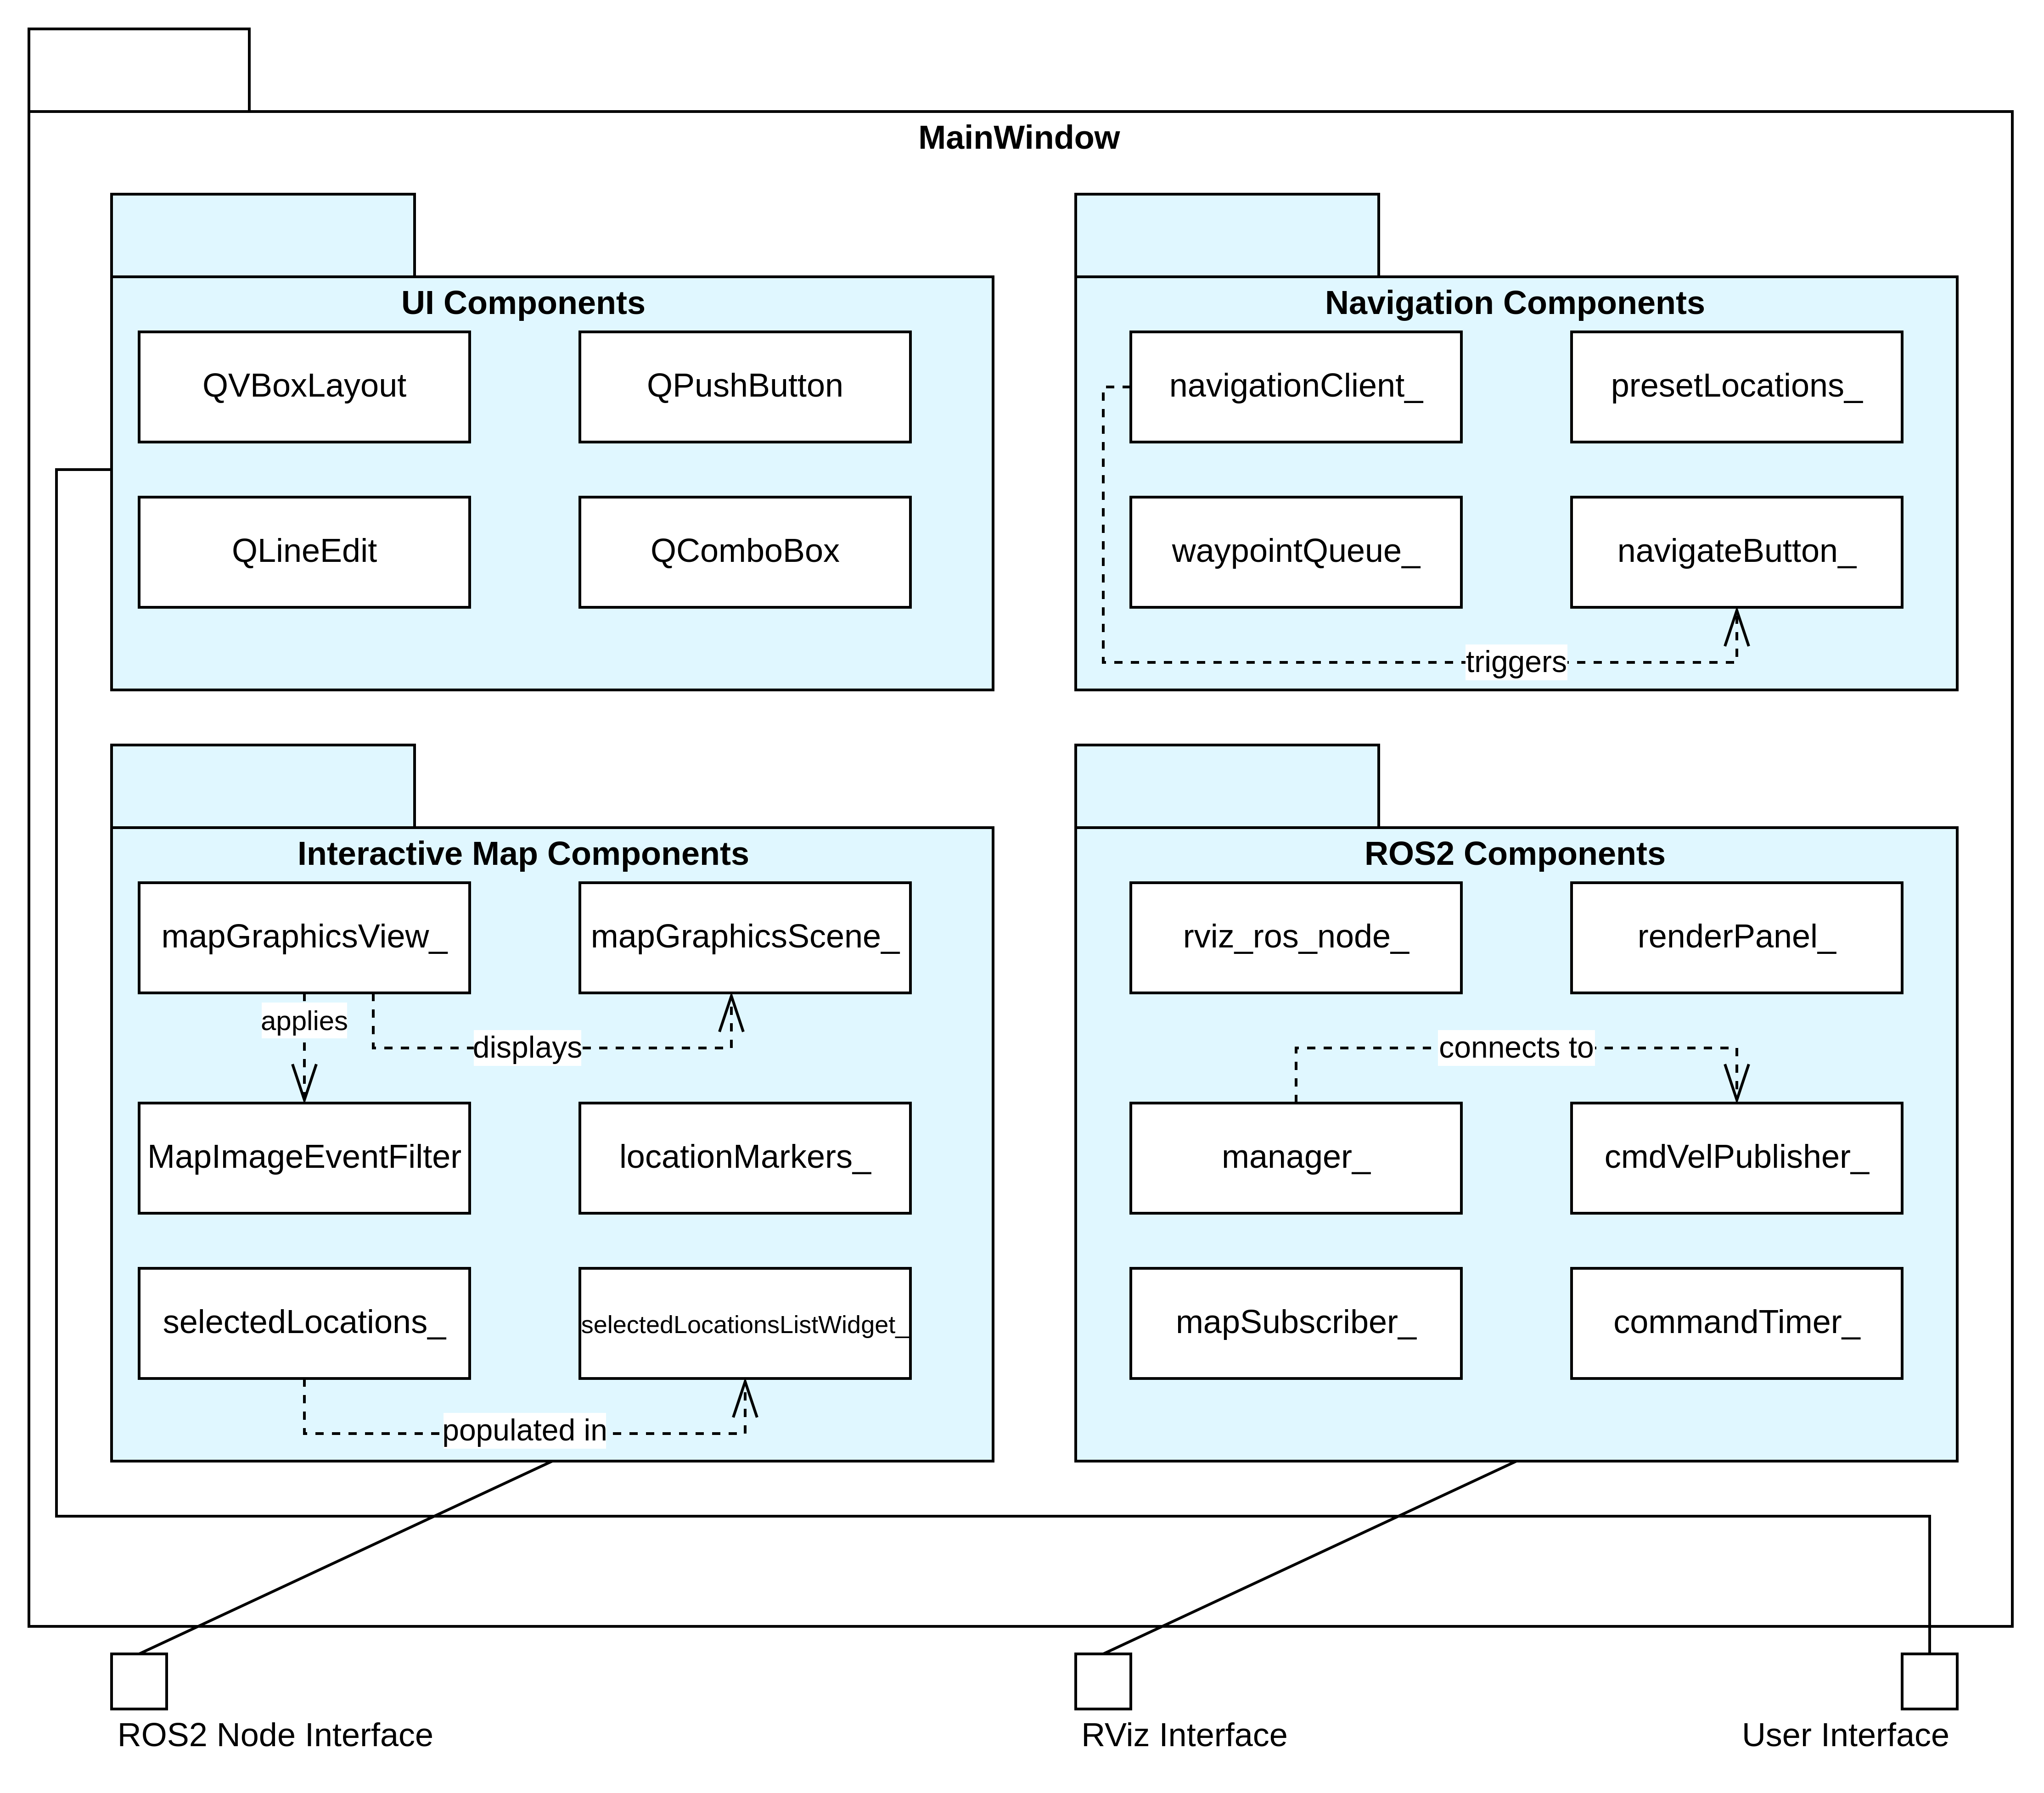 MainWindow
UI Components
QVBoxLayout
QPushButton
QLineEdit
QComboBox
Navigation Components
navigationClient_
presetLocations_
waypointQueue_
navigateButton_
triggers
Interactive Map Components
mapGraphicsView_
mapGraphicsScene_
applies
displays
MapImageEventFilter
locationMarkers_
selectedLocations_
selectedLocationsListWidget_
populated in
ROS2 Components
rviz_ros_node_
renderPanel_
connects to
manager_
cmdVelPublisher_
mapSubscriber_
commandTimer_
ROS2 Node Interface
RViz Interface
User Interface